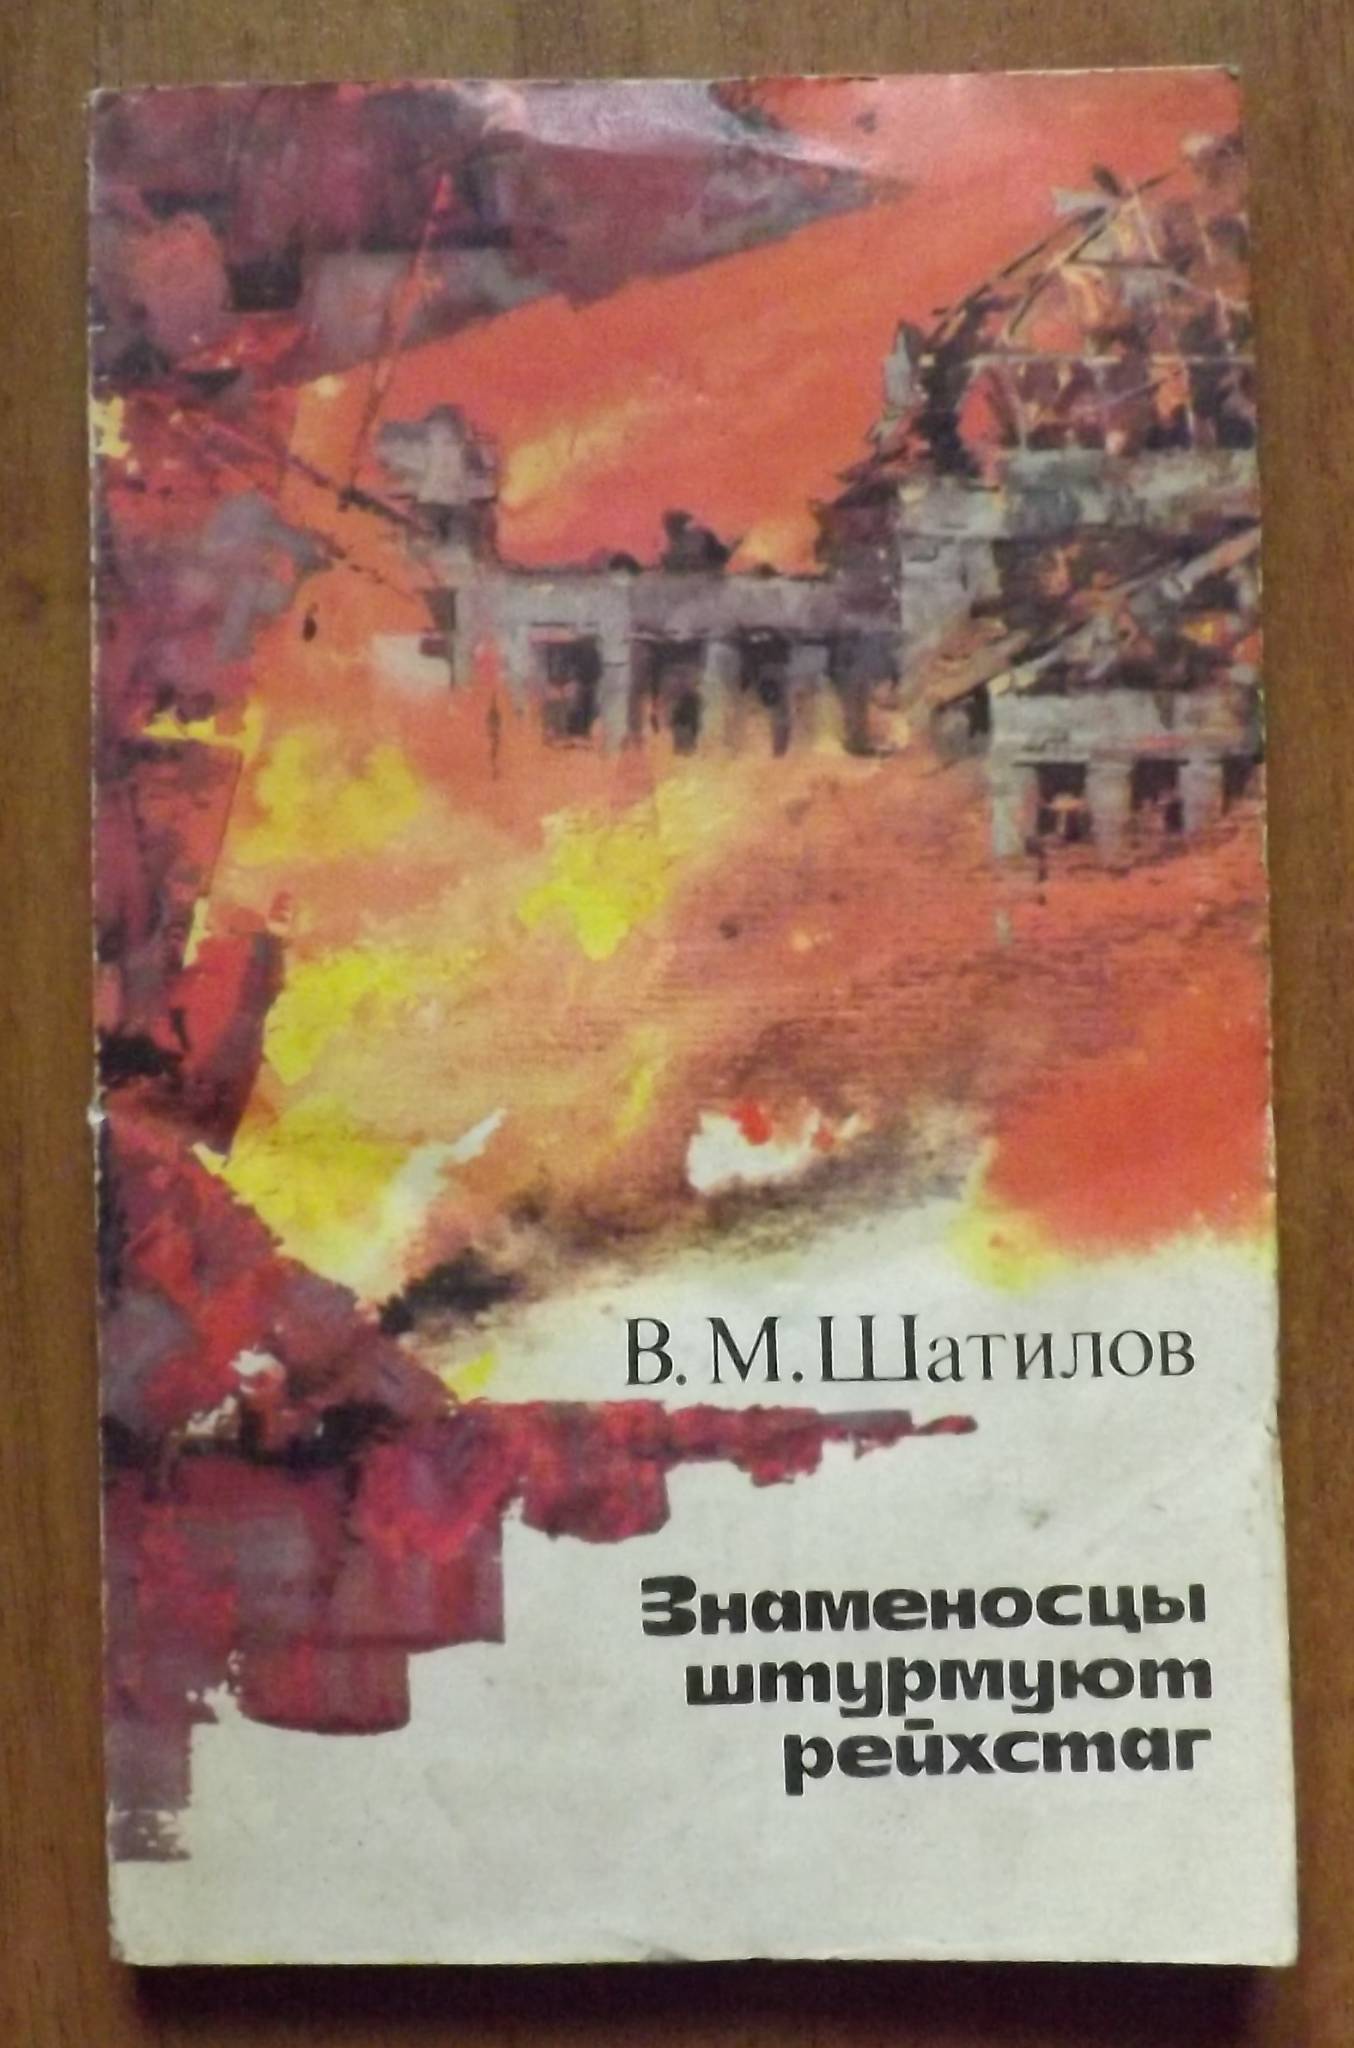 В. М. Шатилов
Знаменосцы
штурмуют
рейхстаг